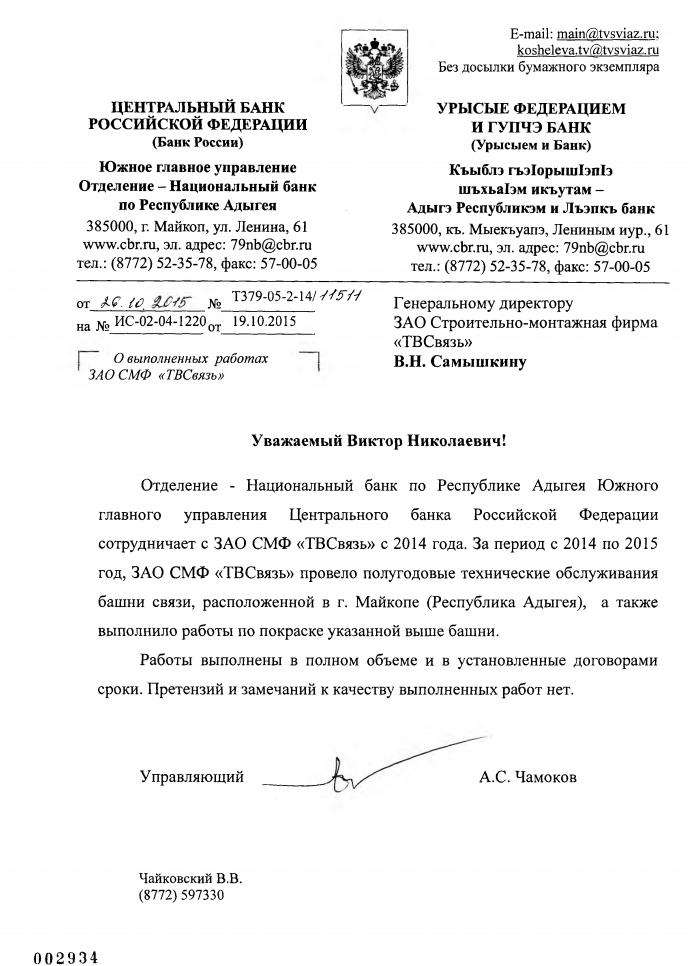 E-mail: main@tvsviaz.ru;
kosheleva.tv@tvsviaz.ru
Без досылки бумажного экземпляра
ЦЕНТРАЛЬНЫЙ БАНК
РОССИЙСКОЙ ФЕДЕРАЦИИ
(Банк России)
Южное главное управление
Отделение – Национальный банк
по Республике Адыгея
385000, г. Майкоп, ул. Ленина, 61
www.cbr.ru, эл. адрес: 79nb@cbr.ru
тел.: (8772) 52-35-78, факс: 57-00-05
УРЫСЫЕ ФЕДЕРАЦИЕМ
И ГУПЧЭ БАНК
(Урысыем и Банк)
Къыблэ гъэIорышIэпIэ
шъхьаIэм икъутам –
Адыгэ Республикэм и Лъэпкъ банк
385000, къ. Мыекъуапэ, Лениным иур., 61
www.cbr.ru, эл. адрес: 79nb@cbr.ru
тел.: (8772) 52-35-78, факс: 57-00-05
от 26.10.2015 № Т379-05-2-14/11511
на № ИС-02-04-1220 от 19.10.2015
О выполненных работах
ЗАО СМФ «ТВСвязь»
Генеральному директору
ЗАО Строительно-монтажная фирма
«ТВСвязь»
В.Н. Самышкину
Уважаемый Виктор Николаевич!
Отделение - Национальный банк по Республике Адыгея Южного
главного управления Центрального банка Российской Федерации
сотрудничает с ЗАО СМФ «ТВСвязь» с 2014 года. За период с 2014 по 2015
год, ЗАО СМФ «ТВСвязь» провело полугодовые технические обслуживания
башни связи, расположенной в г. Майкопе (Республика Адыгея), а также
выполнило работы по покраске указанной выше башни.
Работы выполнены в полном объеме и в установленные договорами
сроки. Претензий и замечаний к качеству выполненных работ нет.
Управляющий А.С. Чамоков
Чайковский В.В.
(8772) 597330
002934